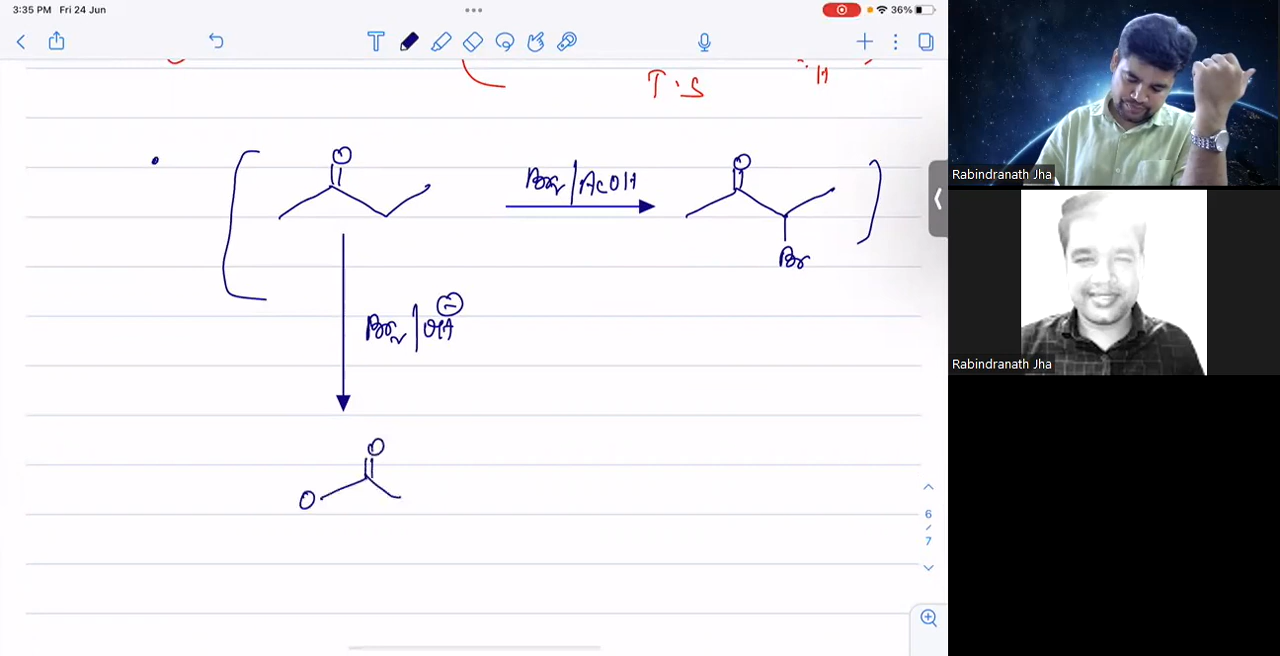 3:35 PM Fri 24 Jun
36%
T
T.S
H
O
Br₂/AcOH
O
Br
Br₂/OH⊖
O
O
6
/
7
Rabindranath Jha
Rabindranath Jha